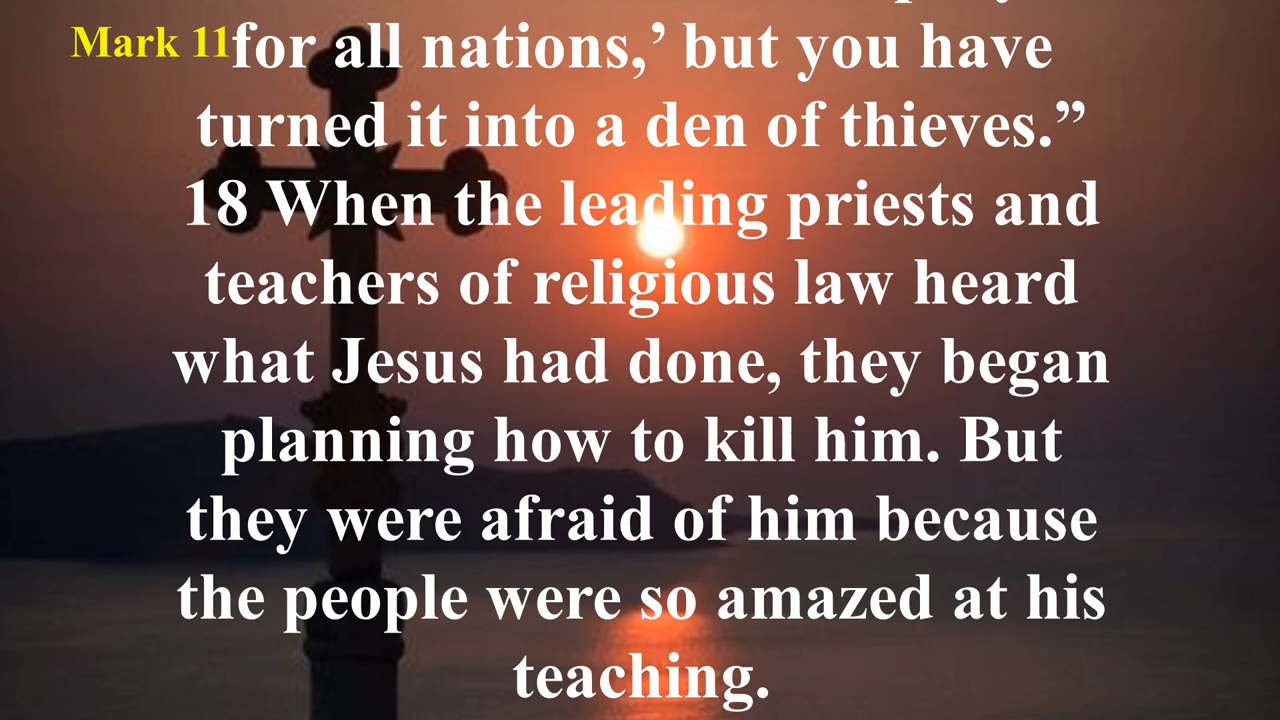 Mark 11
for all nations,’ but you have
turned it into a den of thieves.”
18 When the leading priests and
teachers of religious law heard
what Jesus had done, they began
planning how to kill him. But
they were afraid of him because
the people were so amazed at his
teaching.